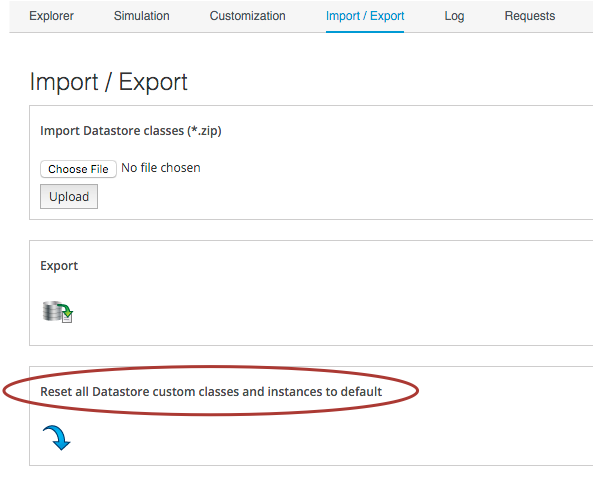 Explorer Simulation Customization Import / Export Log Requests
Import / Export
Import Datastore classes (*.zip)
Choose File No file chosen
Upload
Export
Reset all Datastore custom classes and instances to default